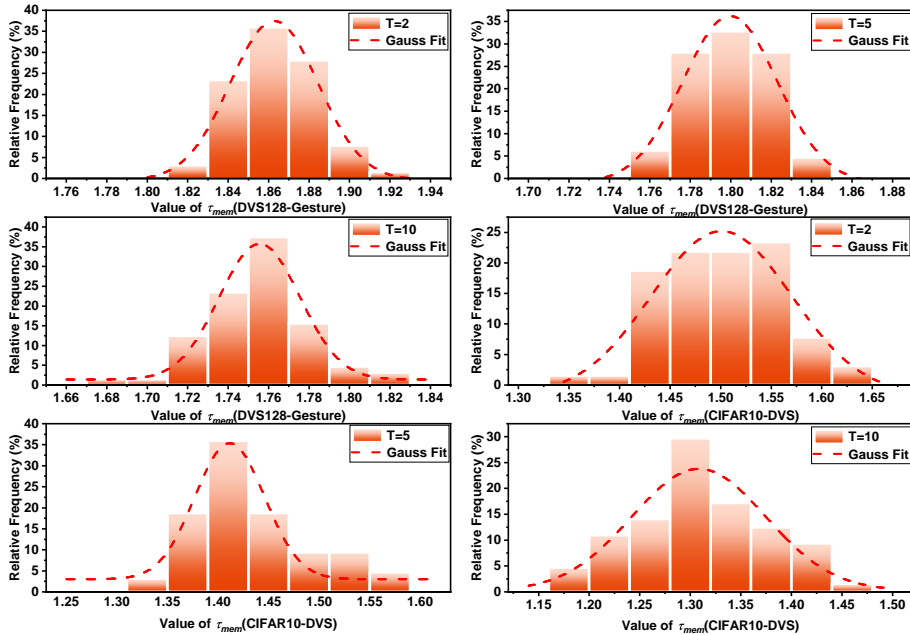 Relative Frequency (%)
40
35
30
25
20
15
10
5
0
T=2
Gauss Fit
1.76 1.78 1.80 1.82 1.84 1.86 1.88 1.90 1.92 1.94
Value of τmem(DVS128-Gesture)
Relative Frequency (%)
35
30
25
20
15
10
5
0
T=5
Gauss Fit
1.70 1.72 1.74 1.76 1.78 1.80 1.82 1.84 1.86 1.88
Value of τmem(DVS128-Gesture)
Relative Frequency (%)
40
35
30
25
20
15
10
5
0
T=10
Gauss Fit
1.66 1.68 1.70 1.72 1.74 1.76 1.78 1.80 1.82 1.84
Value of τmem(DVS128-Gesture)
Relative Frequency (%)
25
20
15
10
5
0
T=2
Gauss Fit
1.30 1.35 1.40 1.45 1.50 1.55 1.60 1.65
Value of τmem(CIFAR10-DVS)
Relative Frequency (%)
40
35
30
25
20
15
10
5
0
T=5
Gauss Fit
1.25 1.30 1.35 1.40 1.45 1.50 1.55 1.60
Value of τmem(CIFAR10-DVS)
Relative Frequency (%)
30
25
20
15
10
5
0
T=10
Gauss Fit
1.15 1.20 1.25 1.30 1.35 1.40 1.45 1.50
Value of τmem(CIFAR10-DVS)